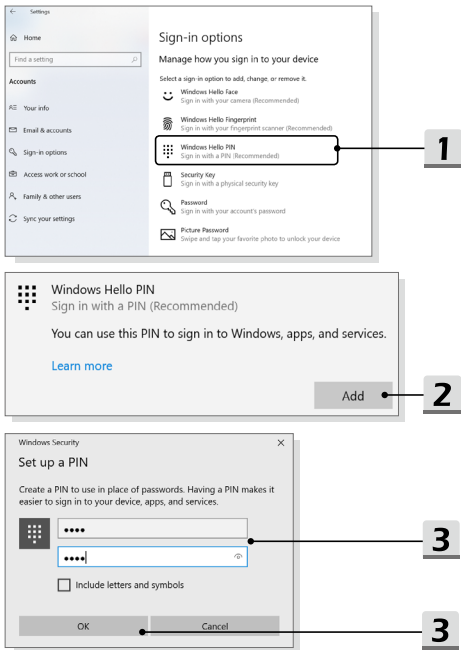 Settings
Home
Find a setting
Accounts
Your info
Email & accounts
Sign-in options
Access work or school
Family & other users
Sync your settings
Sign-in options
Manage how you sign in to your device
Select a sign-in option to add, change, or remove it.
Windows Hello Face
Sign in with your camera (Recommended)
Windows Hello Fingerprint
Sign in with your fingerprint scanner (Recommended)
Windows Hello PIN
Sign in with a PIN (Recommended)
Security Key
Sign in with a physical security key
Password
Sign in with your account's password
Picture Password
Swipe and tap your favorite photo to unlock your device
1
Windows Hello PIN
Sign in with a PIN (Recommended)
You can use this PIN to sign in to Windows, apps, and services.
Learn more
Add
2
Windows Security
Set up a PIN
Create a PIN to use in place of passwords. Having a PIN makes it
easier to sign in to your device, apps, and services.
••••
••••
3
Include letters and symbols
OK
Cancel
3